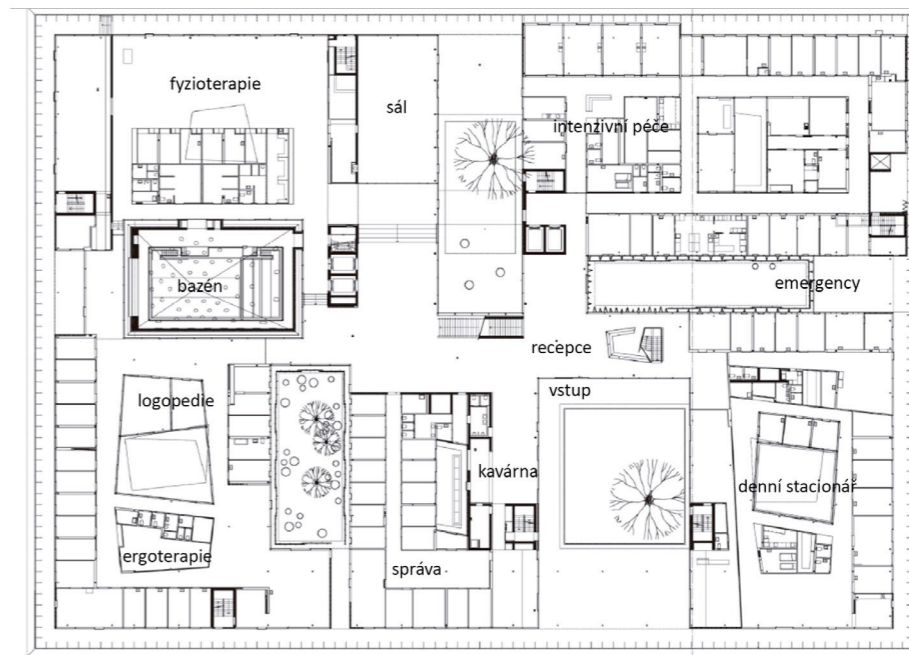 fyzioterapie
sál
intenzivní péče
bazén
emergency
recepce
vstup
logopedie
kavárna
denní stacionář
ergoterapie
správa